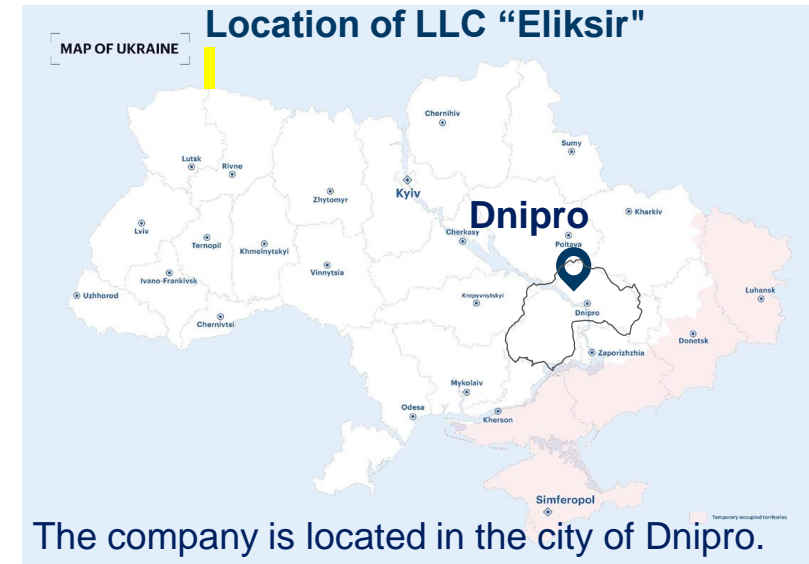 Location of LLC “Eliksir"
MAP OF UKRAINE
Chernihiv
Sumy
Lutsk
Rivne
Zhytomyr
Kyiv
Dnipro
Kharkiv
Lviv
Ternopil
Khmelnytskyi
Cherkasy
Poltava
Vinnytsia
Ivano-Frankivsk
Uzhhorod
Chernivtsi
Kropyvnytskyi
Dnipro
Luhansk
Donetsk
Zaporizhzhia
Mykolaiv
Odesa
Kherson
Simferopol
Temporary occupied territories
The company is located in the city of Dnipro.